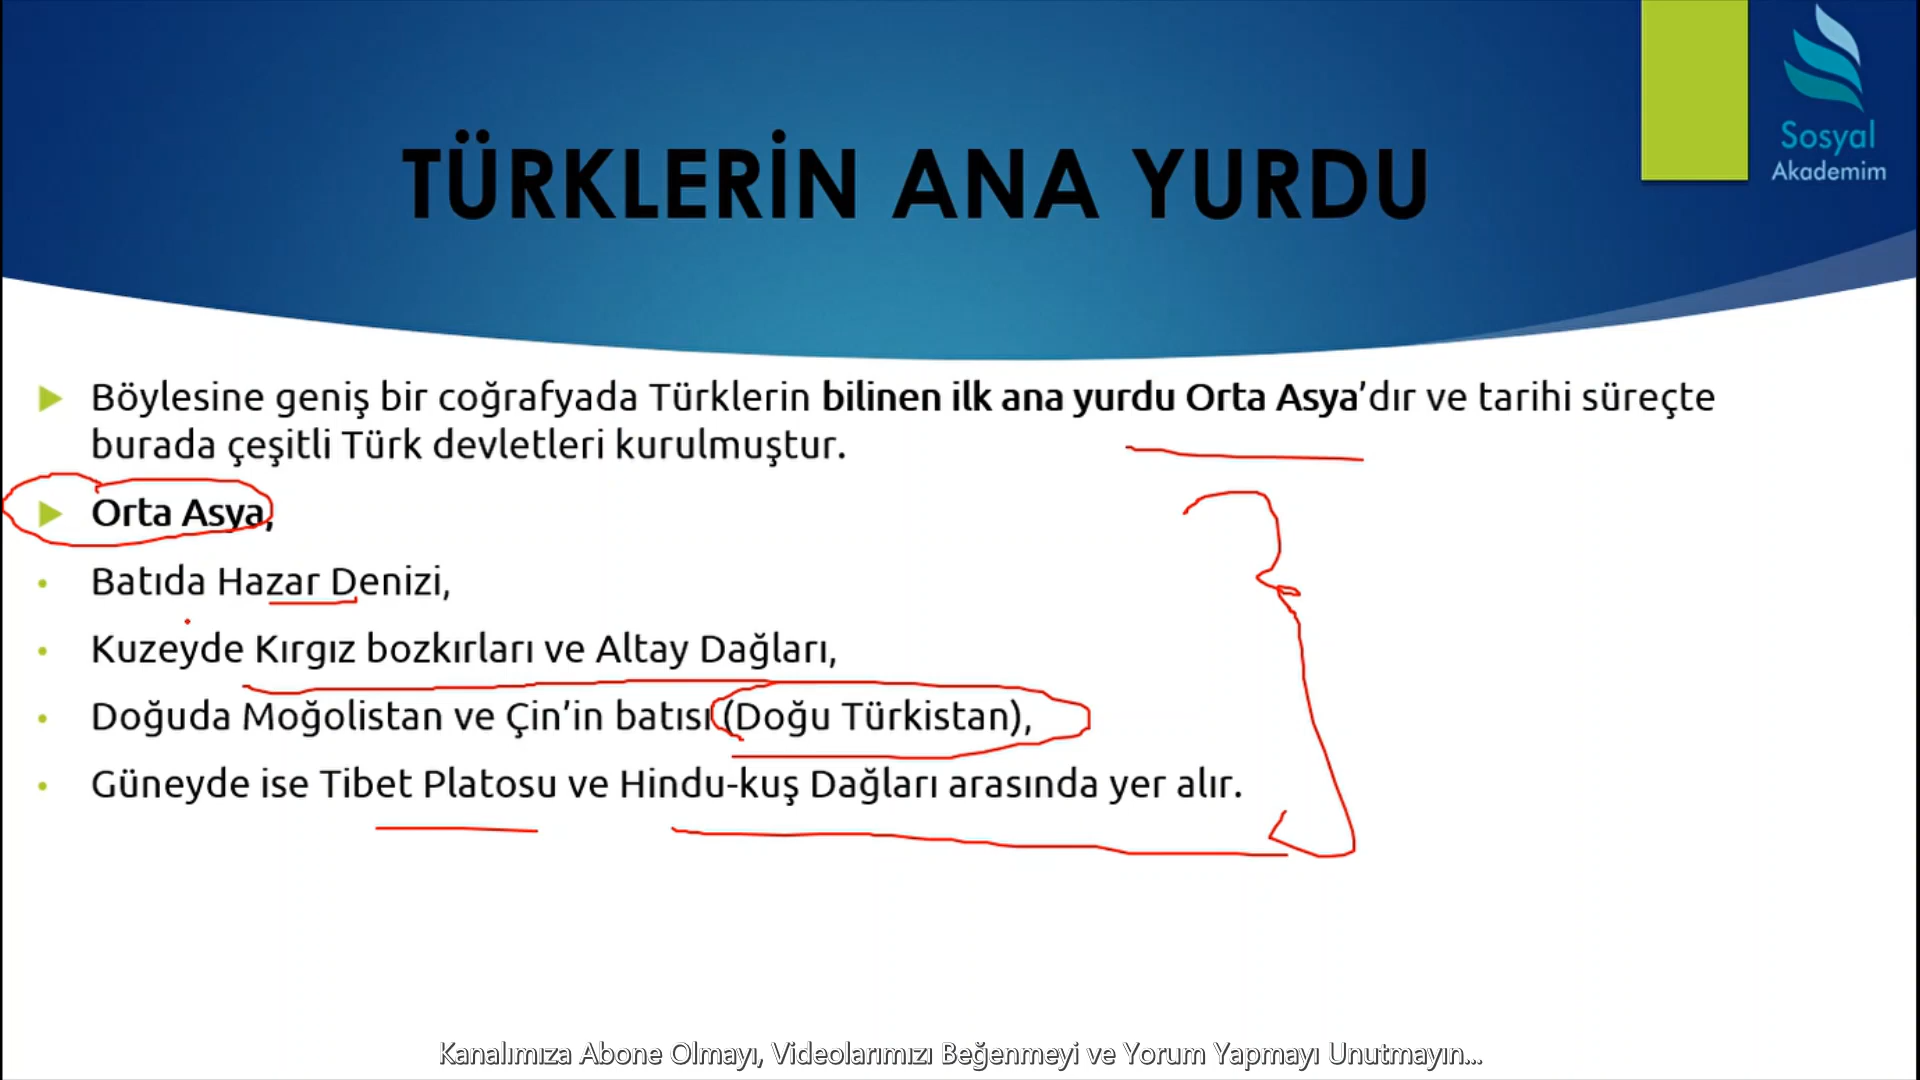 Sosyal
Akademim
TÜRKLERİN ANA YURDU
Böylesine geniş bir coğrafyada Türklerin bilinen ilk ana yurdu Orta Asya'dır ve tarihi süreçte
burada çeşitli Türk devletleri kurulmuştur.
Orta Asya,
Batıda Hazar Denizi,
Kuzeyde Kırgız bozkırları ve Altay Dağları,
Doğuda Moğolistan ve Çin'in batısı (Doğu Türkistan),
Güneyde ise Tibet Platosu ve Hindu-kuş Dağları arasında yer alır.
Kanalımıza Abone Olmayı, Videolarımızı Beğenmeyi ve Yorum Yapmayı Unutmayın...